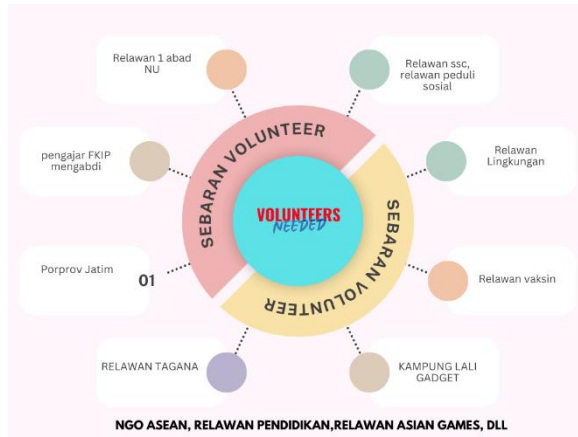 Relawan 1 abad
NU
Relawan ssc,
relawan peduli
sosial
pengajar FKIP
mengabdi
Relawan
Lingkungan
SEBARAN VOLUNTEER
VOLUNTEERS
NEEDED
SEBARAN VOLUNTEER
Porprov Jatim
01
Relawan vaksin
RELAWAN TAGANA
KAMPUNG LALI
GADGET
NGO ASEAN, RELAWAN PENDIDIKAN,RELAWAN ASIAN GAMES, DLL